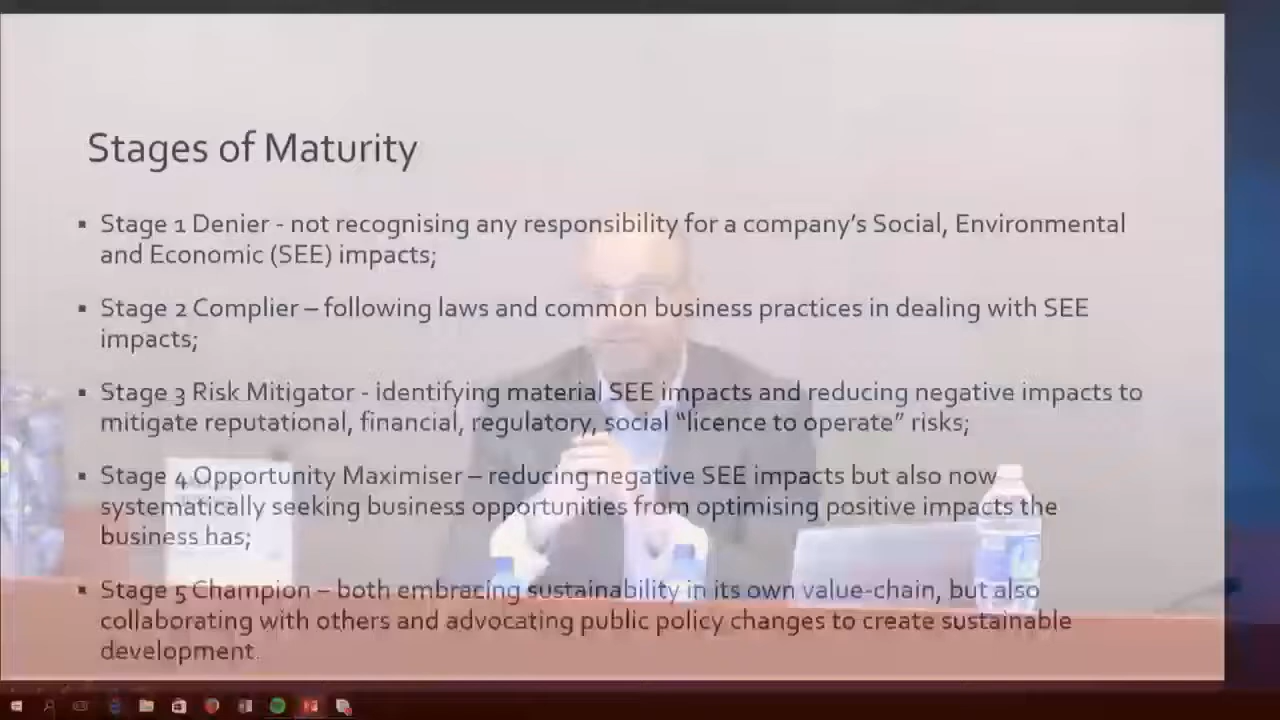 Stages of Maturity
▪ Stage 1 Denier - not recognising any responsibility for a company's Social, Environmental
and Economic (SEE) impacts;
▪ Stage 2 Complier – following laws and common business practices in dealing with SEE
impacts;
▪ Stage 3 Risk Mitigator - identifying material SEE impacts and reducing negative impacts to
mitigate reputational, financial, regulatory, social “licence to operate” risks;
▪ Stage 4 Opportunity Maximiser – reducing negative SEE impacts but also now
systematically seeking business opportunities from optimising positive impacts the
business has;
▪ Stage 5 Champion – both embracing sustainability in its own value-chain, but also
collaborating with others and advocating public policy changes to create sustainable
development.